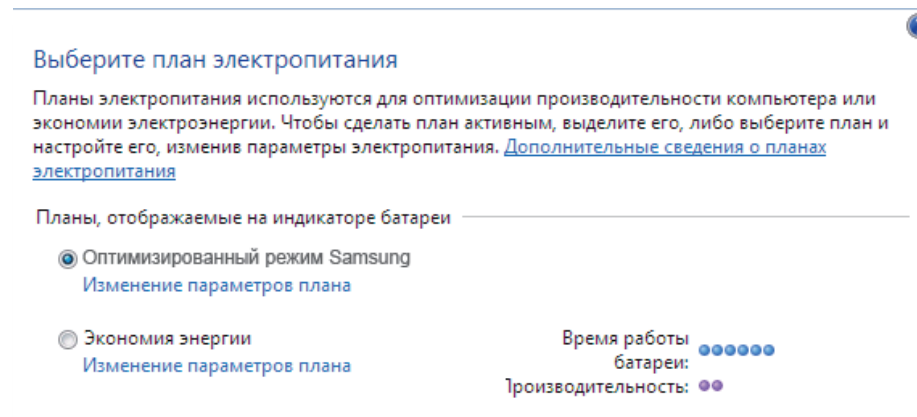 Выберите план электропитания
Планы электропитания используются для оптимизации производительности компьютера или
экономии электроэнергии. Чтобы сделать план активным, выделите его, либо выберите план и
настройте его, изменив параметры электропитания. Дополнительные сведения о планах
электропитания
Планы, отображаемые на индикаторе батареи
Оптимизированный режим Samsung
Изменение параметров плана
Экономия энергии
Время работы
батареи:
Изменение параметров плана
Производительность: